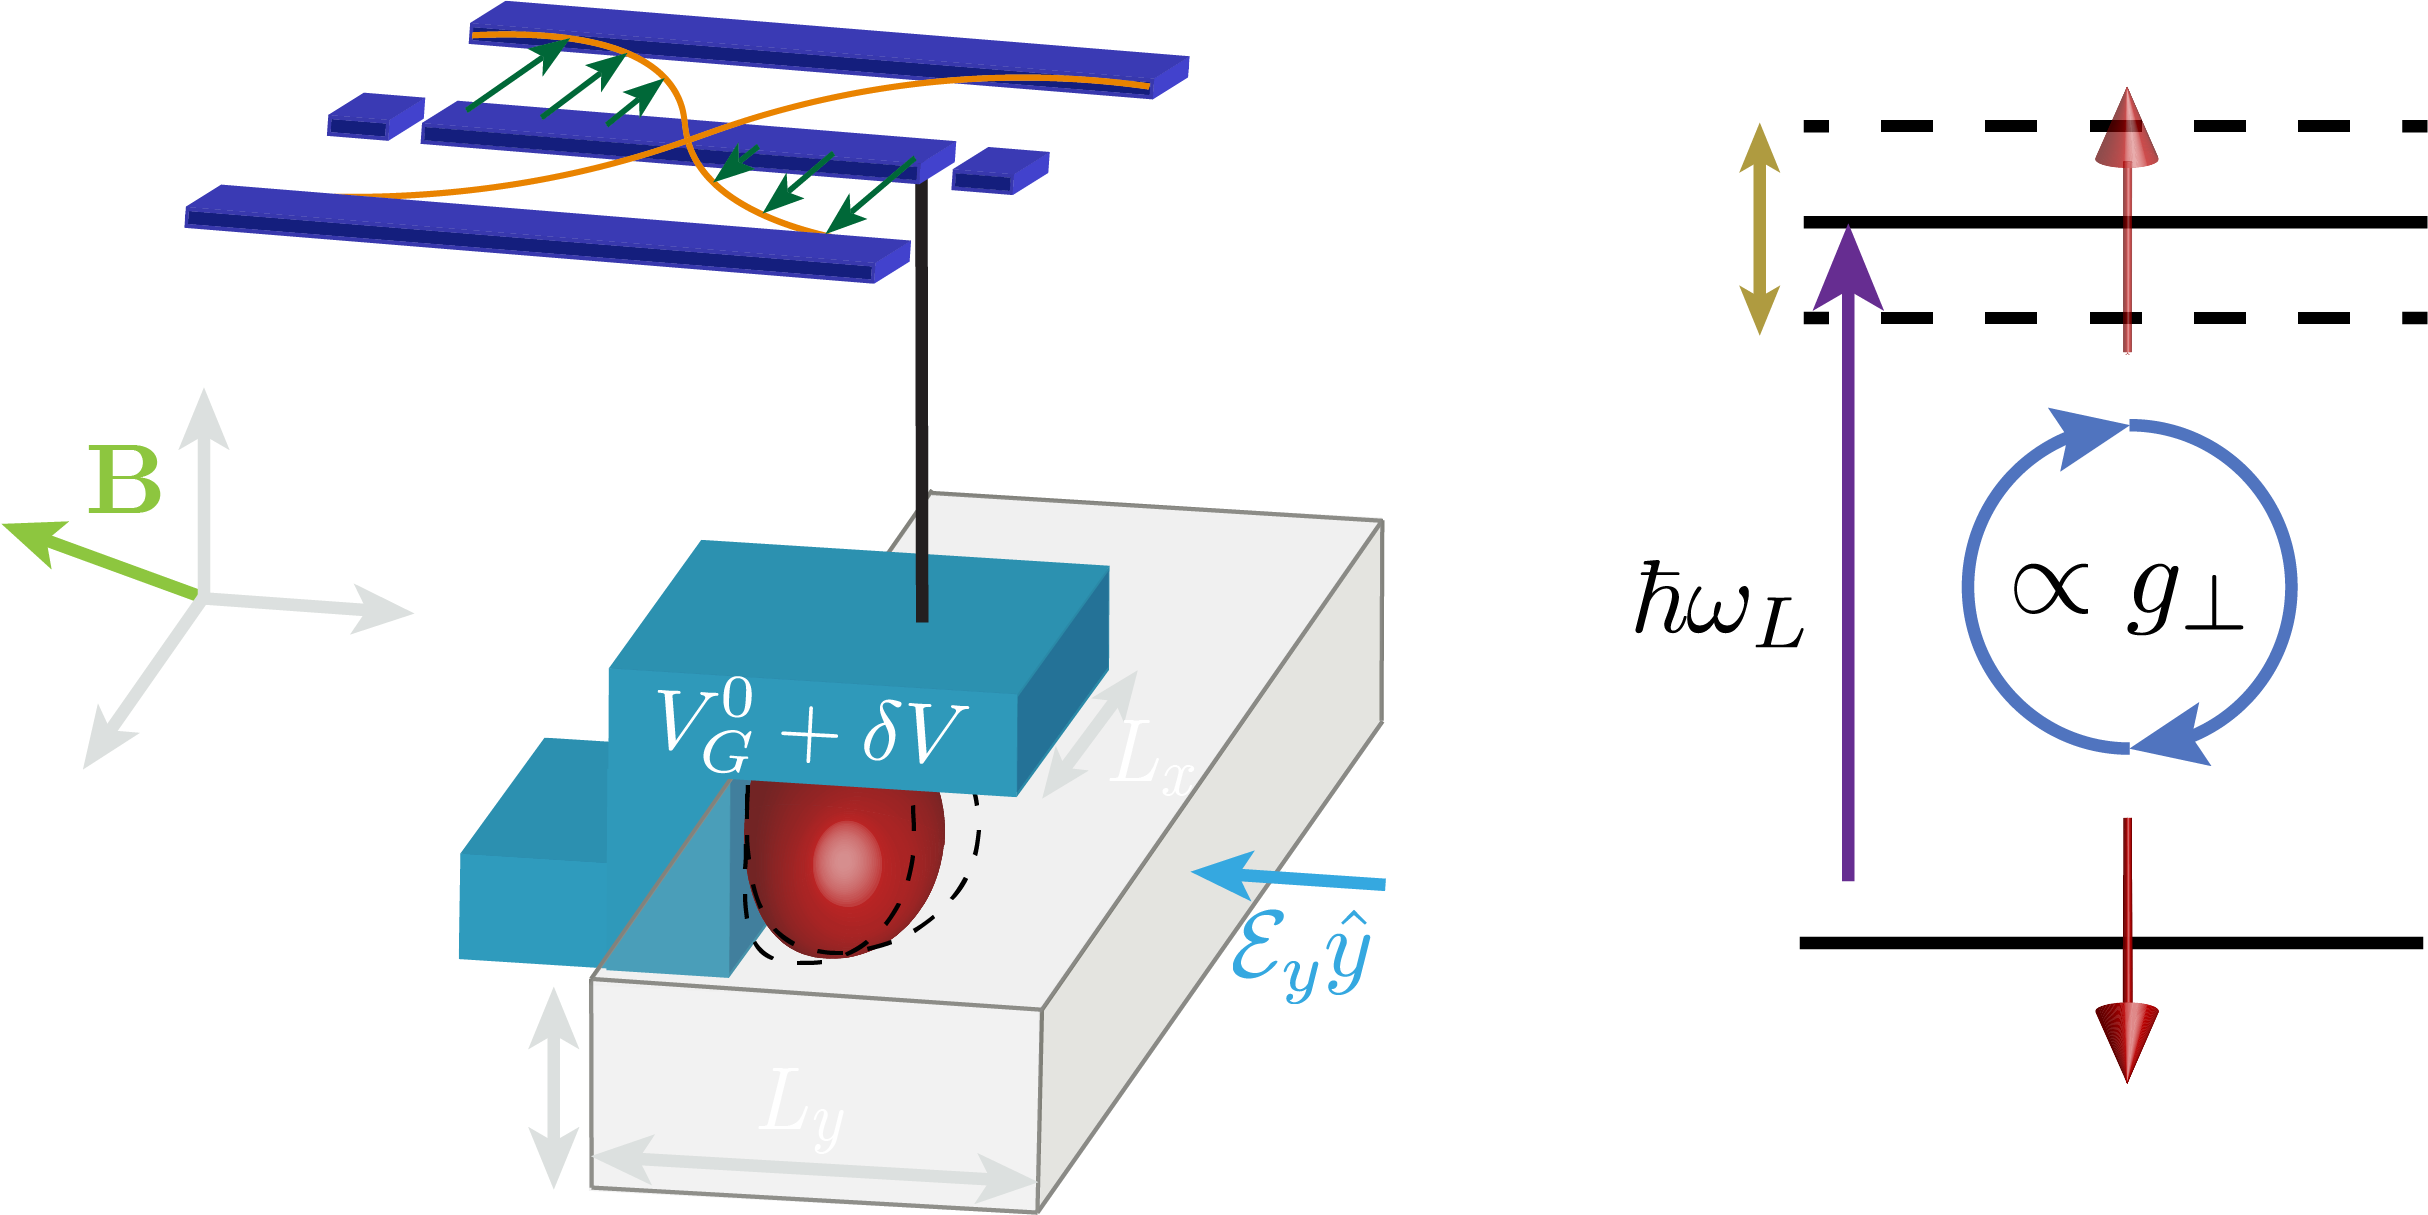 B
ħω_L
∝ g_⊥
V_G^0 + δV
L_x
ℰ_y ŷ
L_y